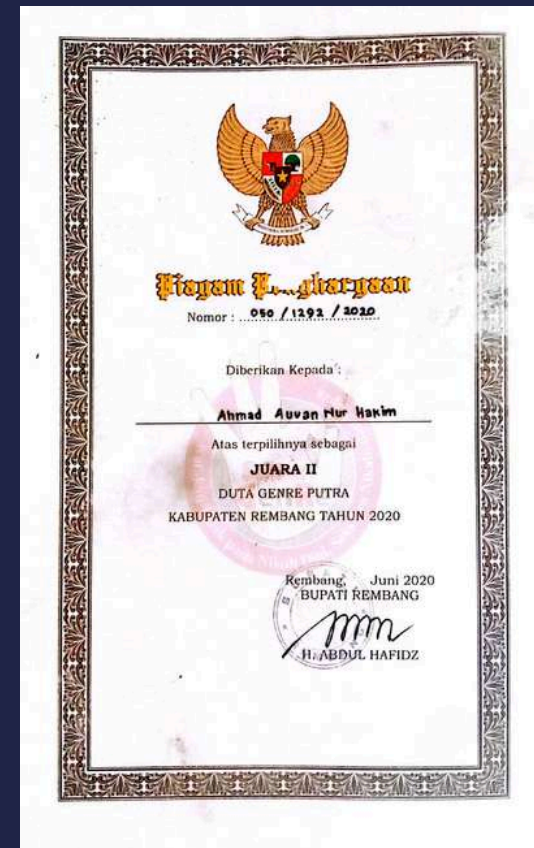 Piagam
Nomor : 050 / 1292 / 2020
Diberikan Kepada :
Ahmad Auvan Nur Hakim
Atas terpilihnya sebagai
JUARA II
DUTA GENRE PUTRA
KABUPATEN REMBANG TAHUN 2020
Rembang, Juni 2020
BUPATI REMBANG
H. ABDUL HAFIDZ